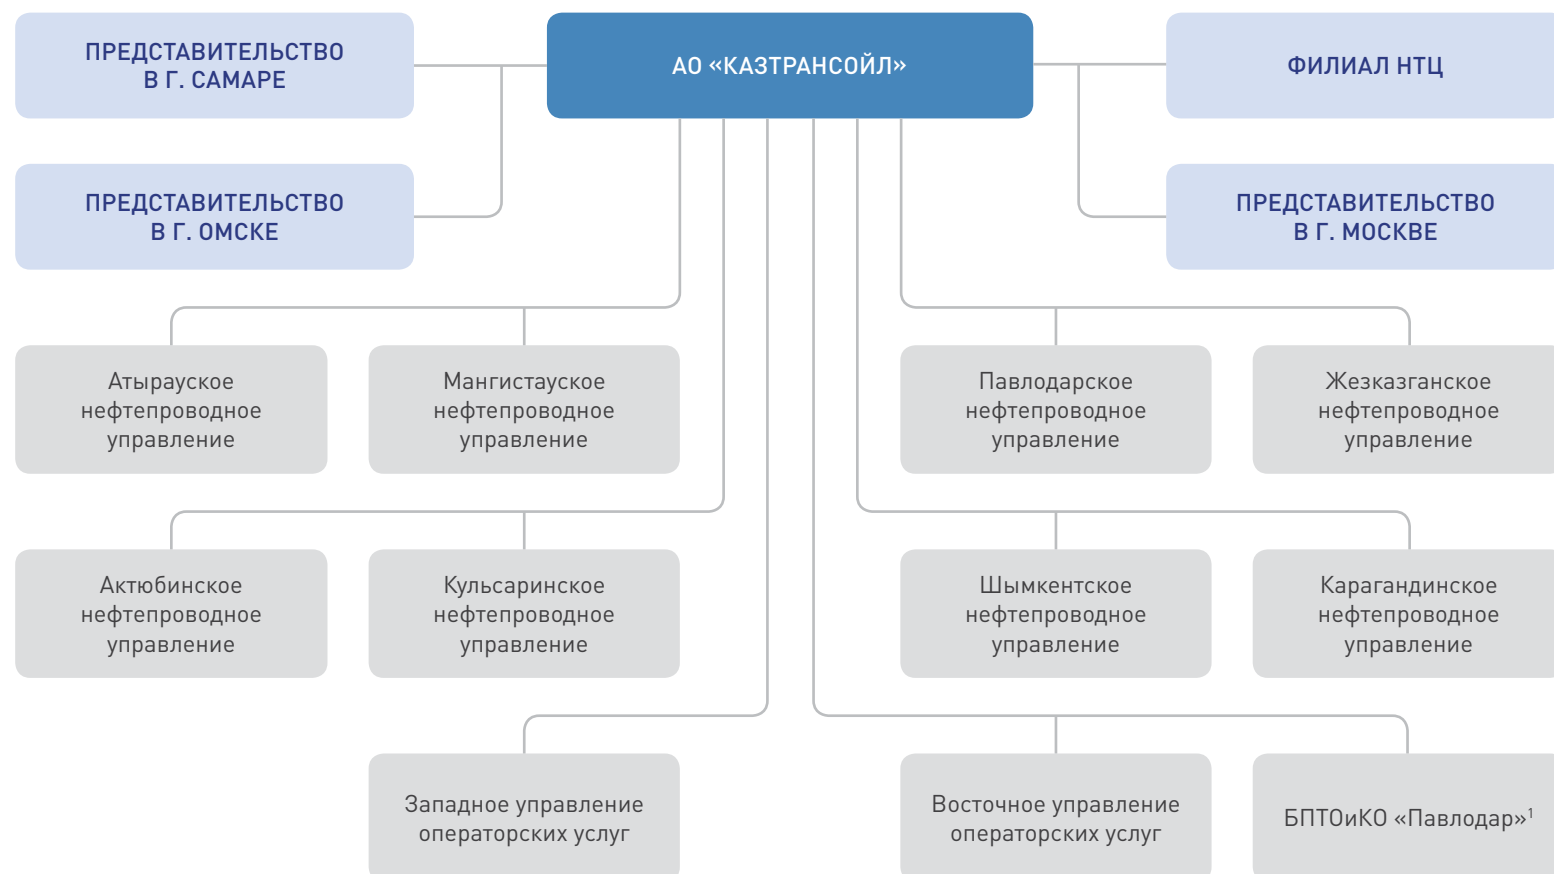 ПРЕДСТАВИТЕЛЬСТВО
В Г. САМАРЕ
АО «КАЗТРАНСОЙЛ»
ФИЛИАЛ НТЦ
ПРЕДСТАВИТЕЛЬСТВО
В Г. ОМСКЕ
ПРЕДСТАВИТЕЛЬСТВО
В Г. МОСКВЕ
Атырауское
нефтепроводное
управление
Мангистауское
нефтепроводное
управление
Павлодарское
нефтепроводное
управление
Жезказганское
нефтепроводное
управление
Актюбинское
нефтепроводное
управление
Кульсаринское
нефтепроводное
управление
Шымкентское
нефтепроводное
управление
Карагандинское
нефтепроводное
управление
Западное управление
операторских услуг
Восточное управление
операторских услуг
БПТОиКО «Павлодар»¹